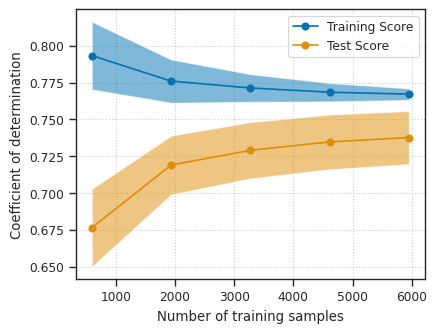 Training Score
Test Score
0.800
0.775
0.750
0.725
0.700
0.675
0.650
Coefficient of determination
1000 2000 3000 4000 5000 6000
Number of training samples